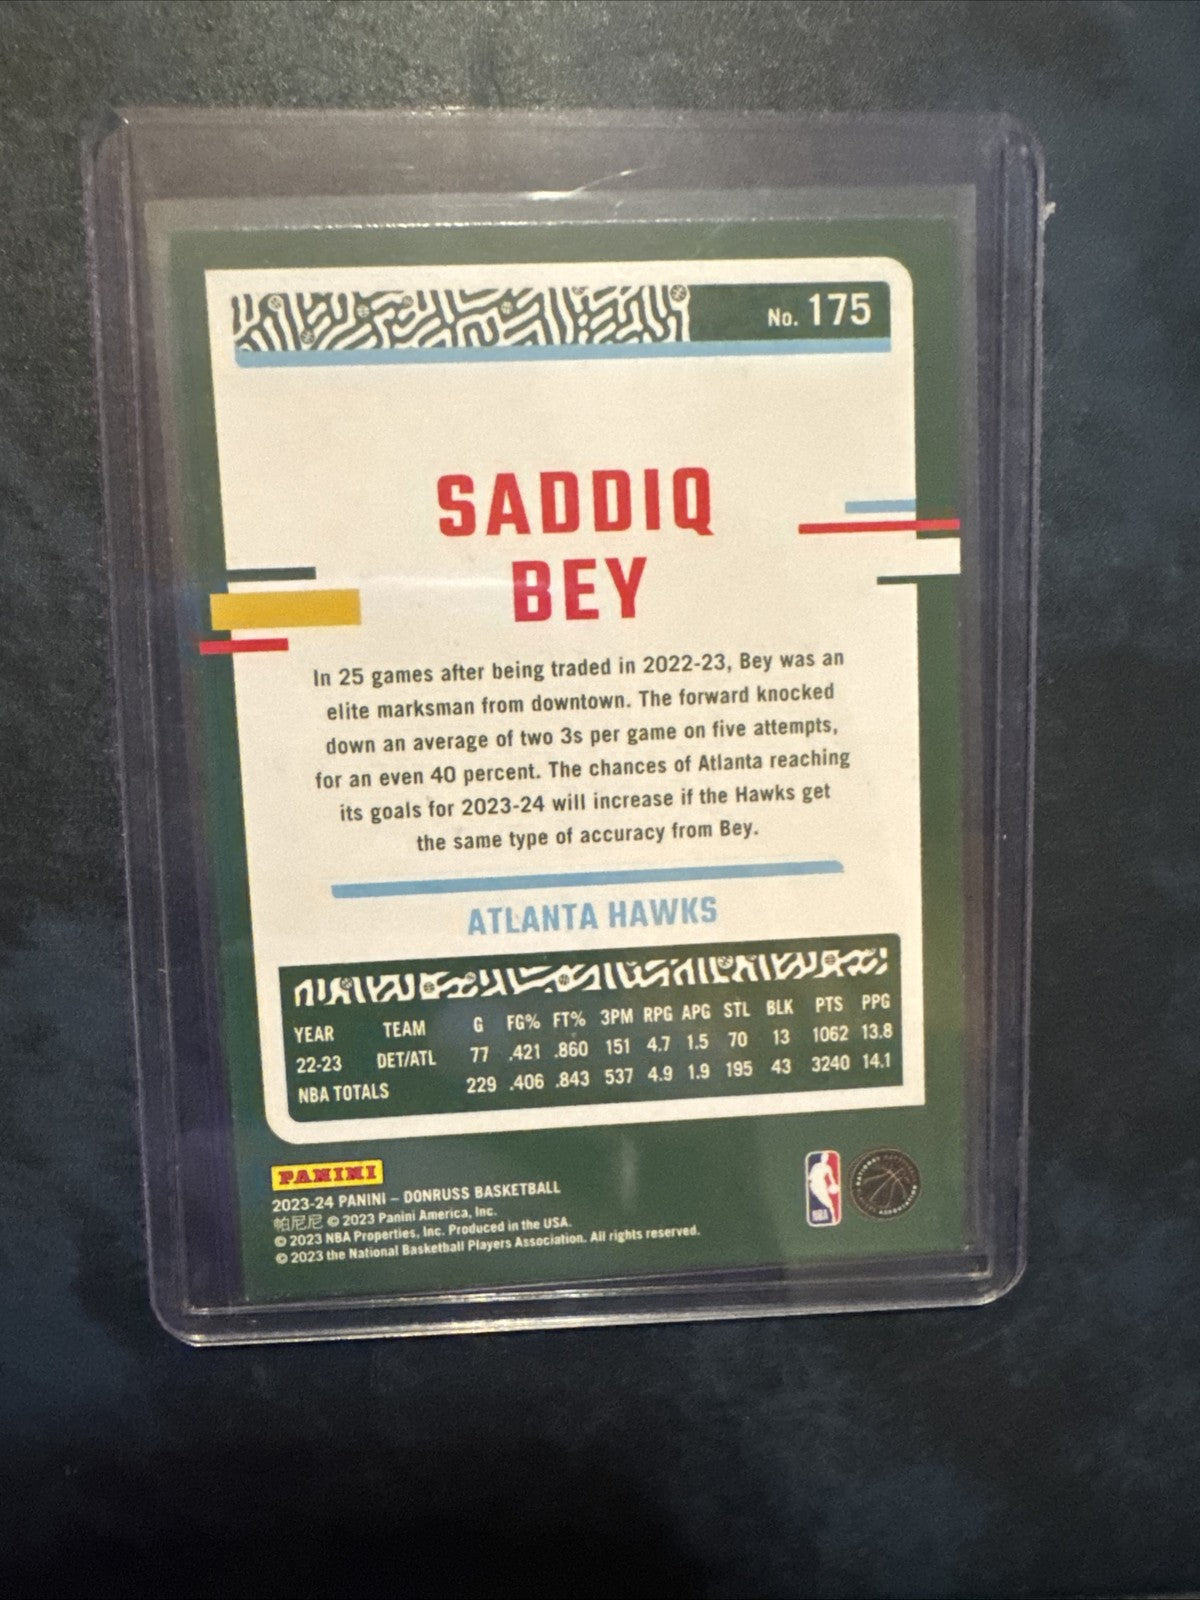 No. 175
SADDIQ
BEY
In 25 games after being traded in 2022-23, Bey was an
elite marksman from downtown. The forward knocked
down an average of two 3s per game on five attempts,
for an even 40 percent. The chances of Atlanta reaching
its goals for 2023-24 will increase if the Hawks get
the same type of accuracy from Bey.
ATLANTA HAWKS
YEAR TEAM G FG% FT% 3PM RPG APG STL BLK PTS PPG
22-23 DET/ATL 77 .421 .860 151 4.7 1.5 70 13 1062 13.8
NBA TOTALS 229 .406 .843 537 4.9 1.9 195 43 3240 14.1
PANINI
2023-24 PANINI – DONRUSS BASKETBALL
帕尼尼 © 2023 Panini America, Inc.
© 2023 NBA Properties, Inc. Produced in the USA.
© 2023 the National Basketball Players Association. All rights reserved.
NBA